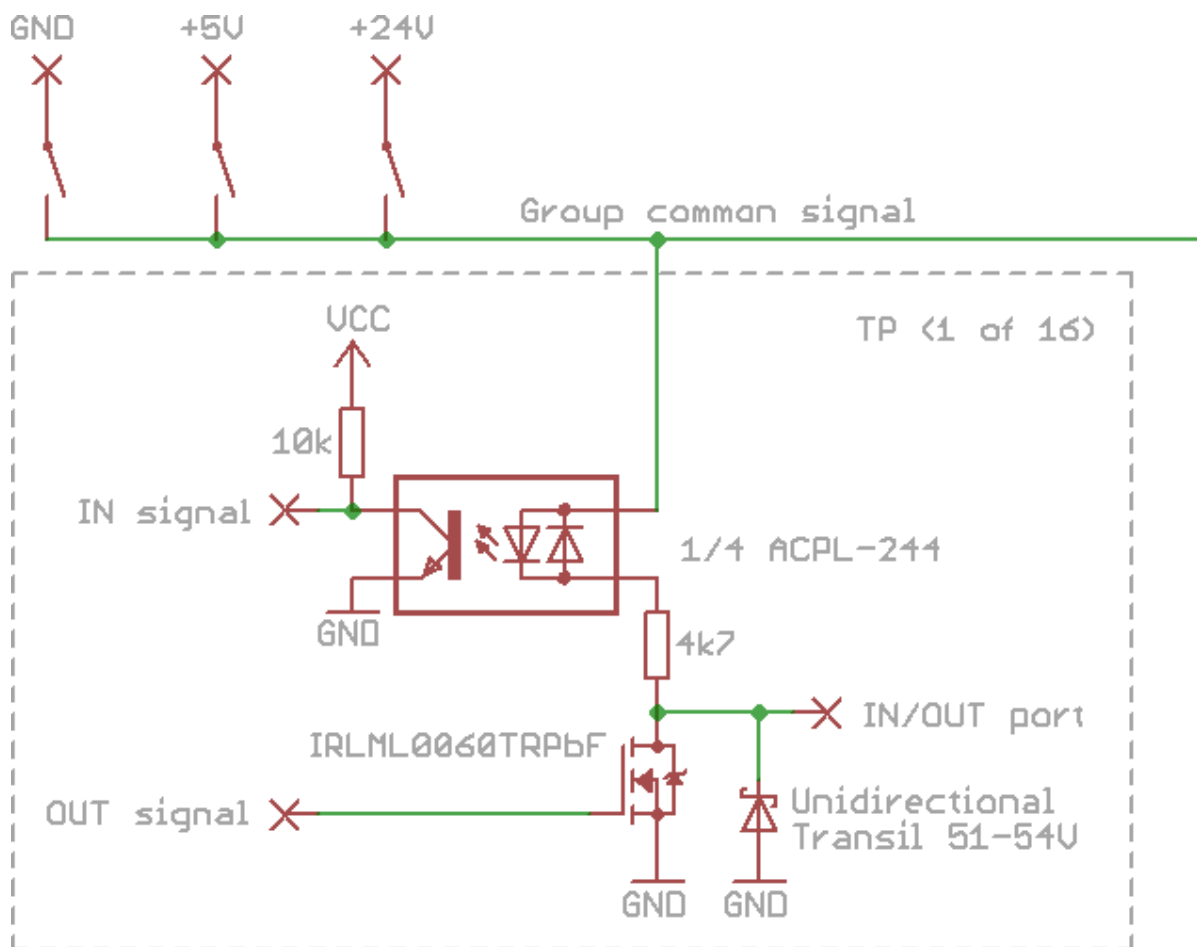 GND +5V +24V
Group common signal
TP (1 of 16)
VCC
10k
IN signal
1/4 ACPL-244
GND
4k7
IN/OUT port
IRLML0060TRPbF
OUT signal
Unidirectional
Transil 51-54V
GND GND